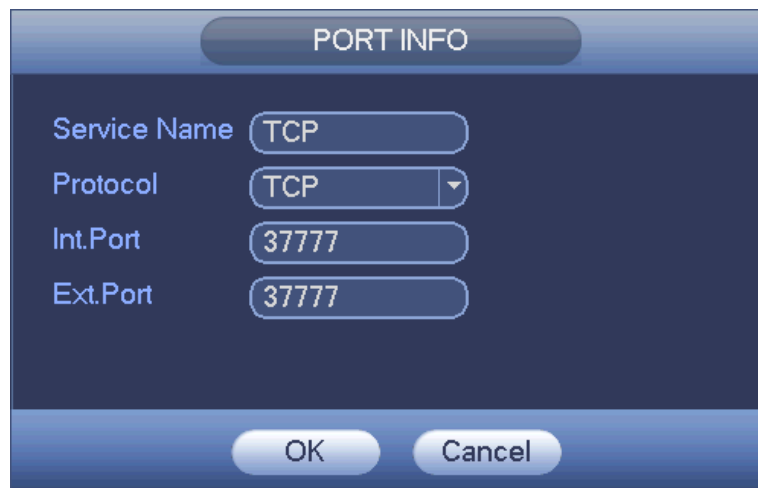 PORT INFO
Service Name TCP
Protocol TCP
Int.Port 37777
Ext.Port 37777
OK Cancel